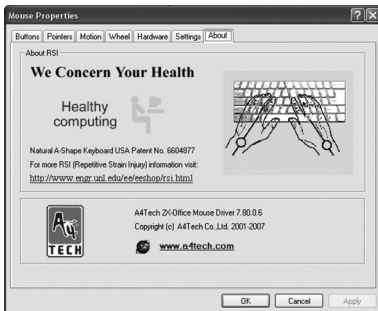 Mouse Properties
Buttons Pointers Motion Wheel Hardware Settings About
About RSI
We Concern Your Health
Healthy
computing
Natural A-Shape Keyboard USA Patent No. 6604877
For more RSI (Repetitive Strain Injury) information visit:
http://www.engr.unl.edu/ee/eeshop/rsi.html
A4
TECH
A4Tech 2X-Office Mouse Driver 7.80.0.6
Copyright (c) A4Tech Co.,Ltd. 2001-2007
www.a4tech.com
OK Cancel Apply